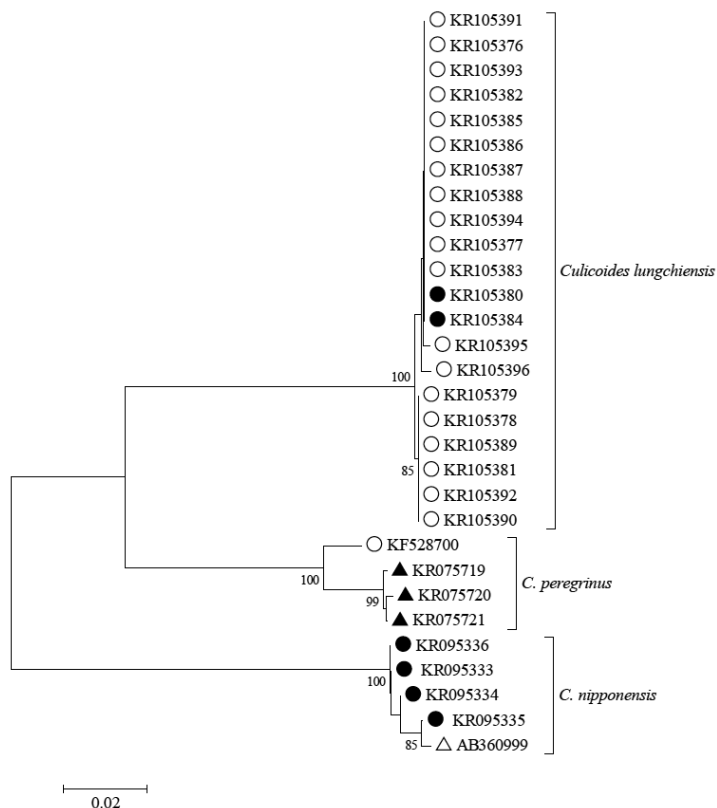 KR105391
KR105376
KR105393
KR105382
KR105385
KR105386
KR105387
KR105388
KR105394
KR105377
KR105383
Culicoides lungchiensis
KR105380
KR105384
KR105395
KR105396
100
KR105379
KR105378
KR105389
85
KR105381
KR105392
KR105390
KF528700
100
KR075719
C. peregrinus
KR075720
99
KR075721
KR095336
KR095333
100
KR095334
C. nipponensis
KR095335
85
AB360999
0.02